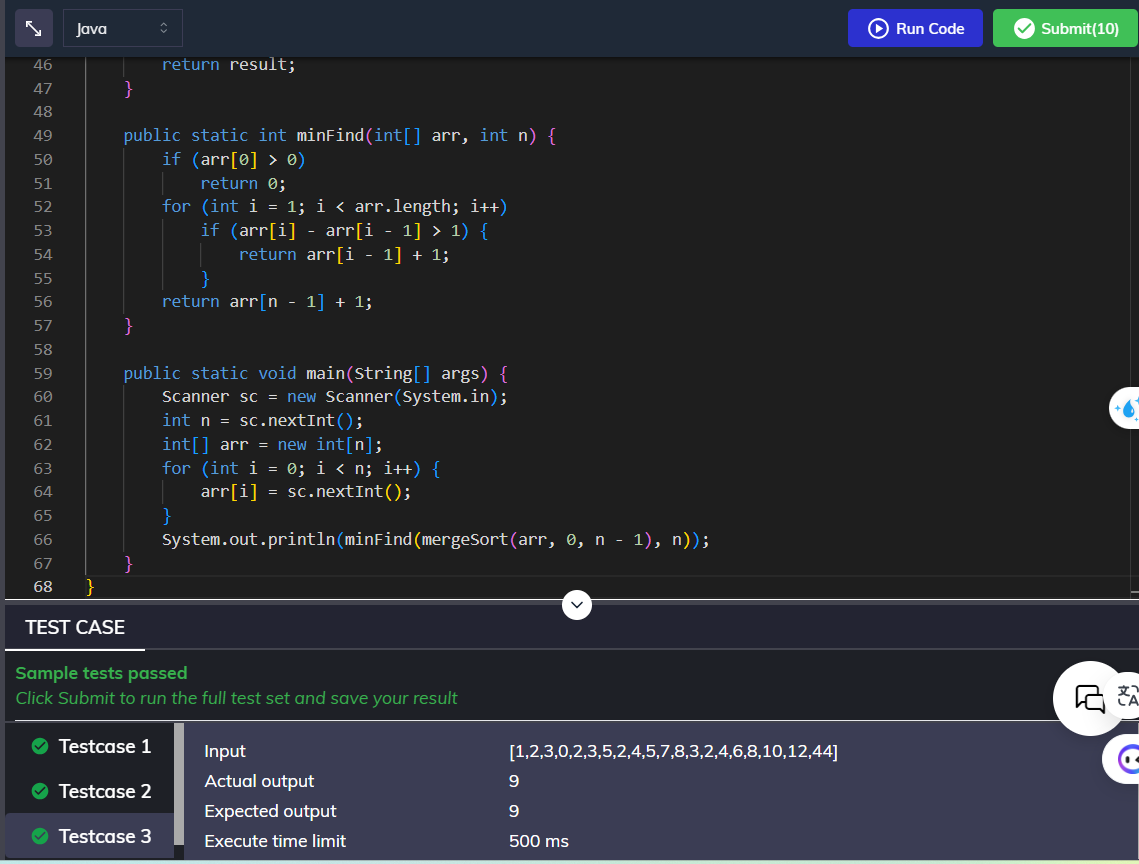 Java
Run Code
Submit(10)
46 return result;
47 }
48
49 public static int minFind(int[] arr, int n) {
50 if (arr[0] > 0)
51 return 0;
52 for (int i = 1; i < arr.length; i++)
53 if (arr[i] - arr[i - 1] > 1) {
54 return arr[i - 1] + 1;
55 }
56 return arr[n - 1] + 1;
57 }
58
59 public static void main(String[] args) {
60 Scanner sc = new Scanner(System.in);
61 int n = sc.nextInt();
62 int[] arr = new int[n];
63 for (int i = 0; i < n; i++) {
64 arr[i] = sc.nextInt();
65 }
66 System.out.println(minFind(mergeSort(arr, 0, n - 1), n));
67 }
68 }
TEST CASE
Sample tests passed
Click Submit to run the full test set and save your result
Testcase 1
Testcase 2
Testcase 3
Input [1,2,3,0,2,3,5,2,4,5,7,8,3,2,4,6,8,10,12,44]
Actual output 9
Expected output 9
Execute time limit 500 ms
文A